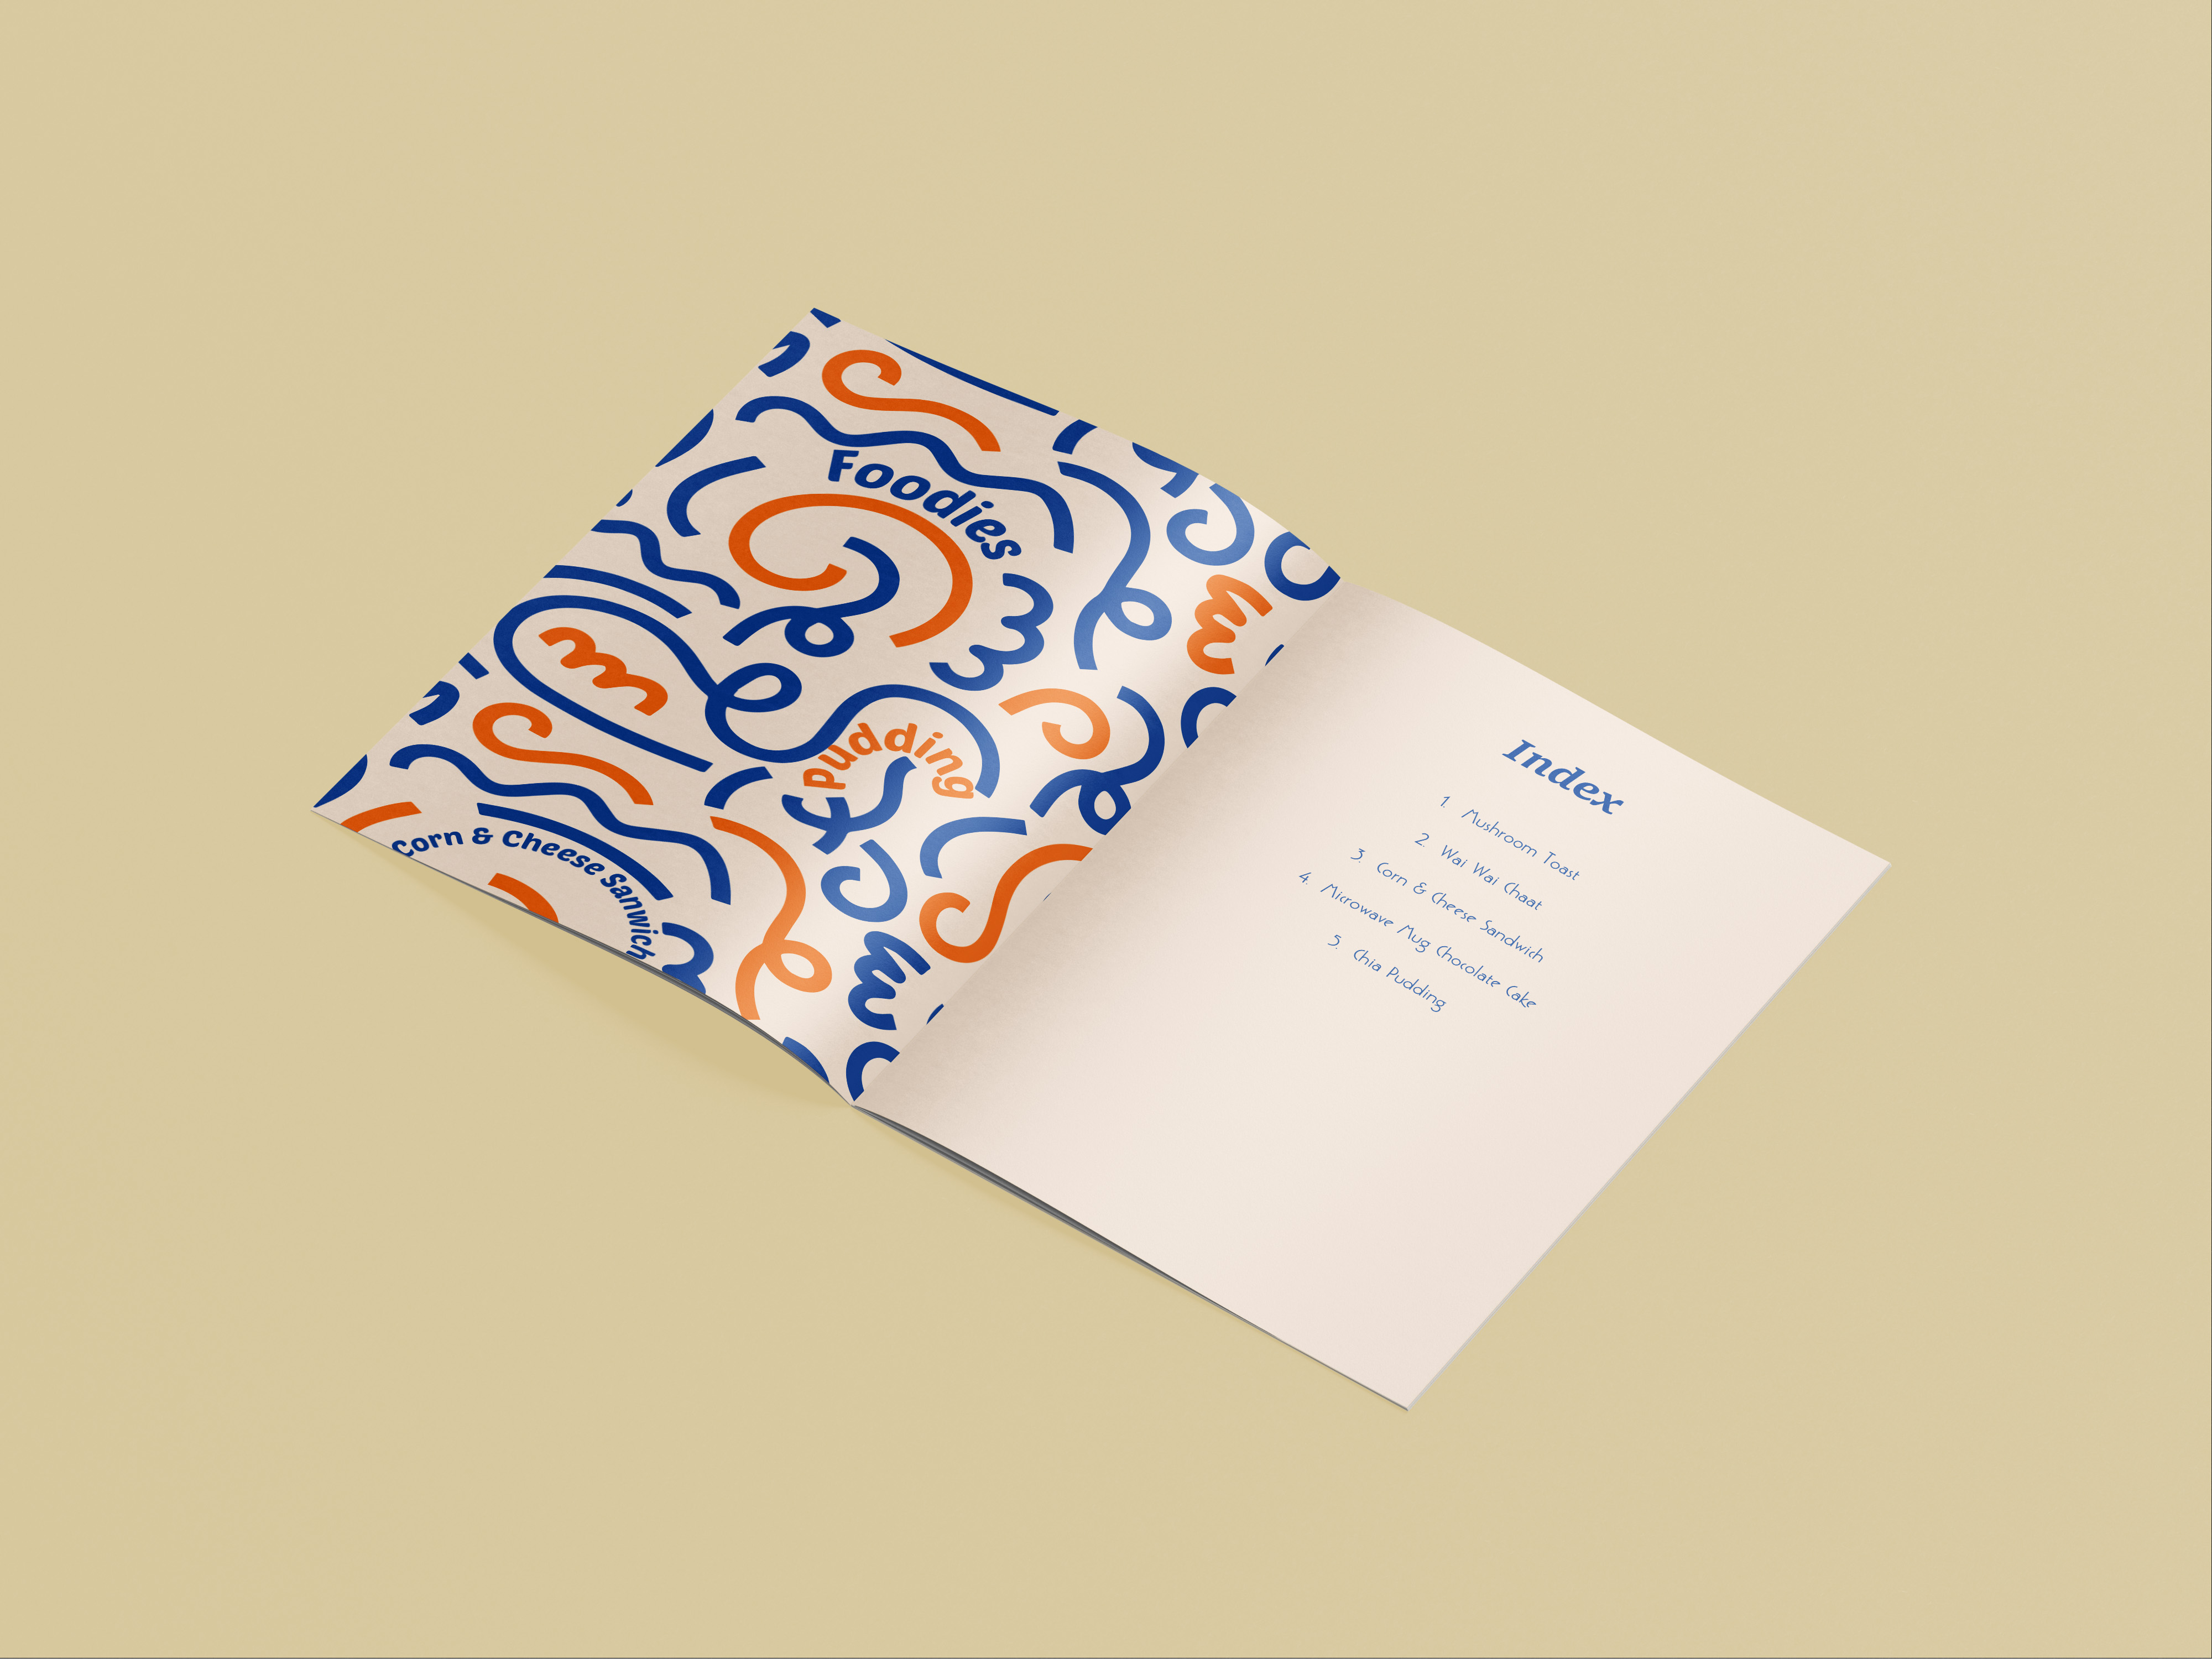 Foodies
pudding
Corn & Cheese Sanwich
Index
1. Mushroom Toast
2. Wai Wai Chaat
3. Corn & Cheese Sandwich
4. Microwave Mug Chocolate Cake
5. Chia Pudding